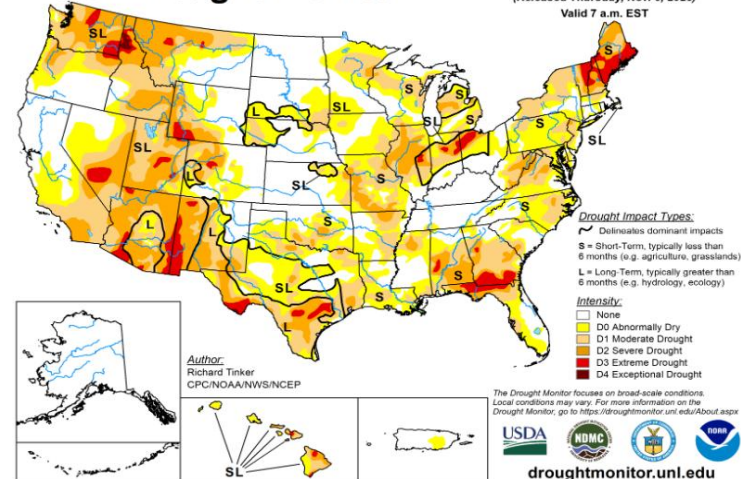 Valid 7 a.m. EST
SL
S
S
S
L
SL
SL
S
S
SL
S
SL
L
SL
S
S
S
L
L
SL
S
S
L
Drought Impact Types:
Delineates dominant impacts
S = Short-Term, typically less than
6 months (e.g. agriculture, grasslands)
L = Long-Term, typically greater than
6 months (e.g. hydrology, ecology)
Intensity:
None
D0 Abnormally Dry
D1 Moderate Drought
D2 Severe Drought
D3 Extreme Drought
D4 Exceptional Drought
Author:
Richard Tinker
CPC/NOAA/NWS/NCEP
SL
The Drought Monitor focuses on broad-scale conditions.
Local conditions may vary. For more information on the
Drought Monitor, go to https://droughtmonitor.unl.edu/About.aspx
USDA
NDMC
NOAA
droughtmonitor.unl.edu